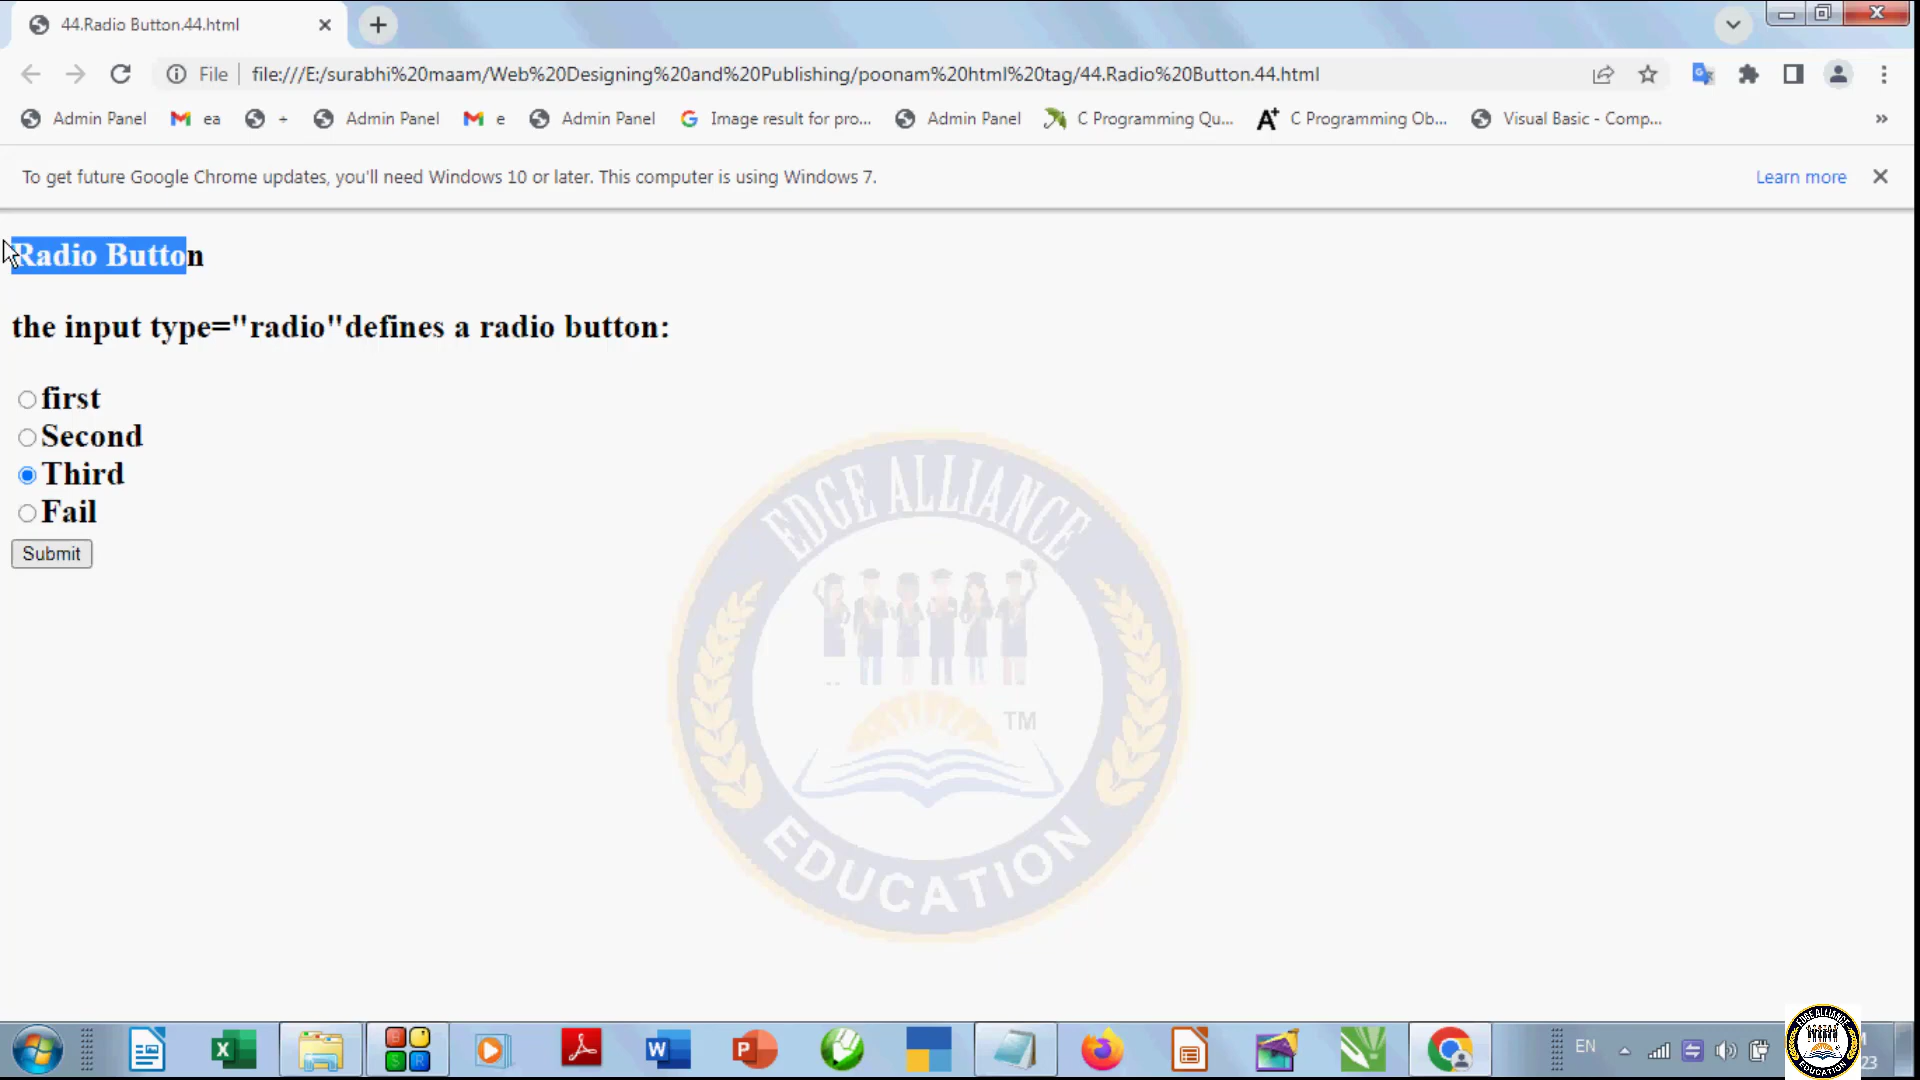 44.Radio Button.44.html
File
file:///E:/surabhi%20maam/Web%20Designing%20and%20Publishing/poonam%20html%20tag/44.Radio%20Button.44.html
Admin Panel ea + Admin Panel e Admin Panel Image result for pro... Admin Panel C Programming Qu... C Programming Ob... Visual Basic - Comp... »
To get future Google Chrome updates, you'll need Windows 10 or later. This computer is using Windows 7. Learn more
Radio Button
the input type="radio"defines a radio button:
first
Second
Third
Fail
Submit
EDGE ALLIANCE
TM
EDUCATION
EN
EDGE ALLIANCE
EDUCATION